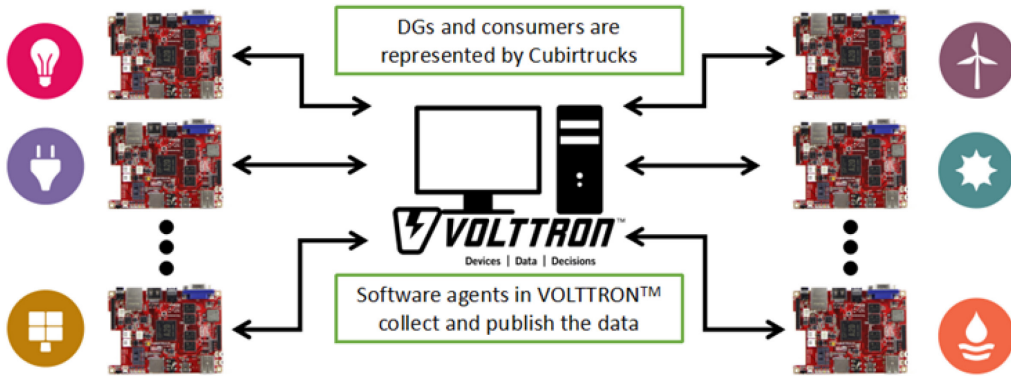 DGs and consumers are
represented by Cubirtrucks
VOLTTRON™
Devices | Data | Decisions
Software agents in VOLTTRON™
collect and publish the data